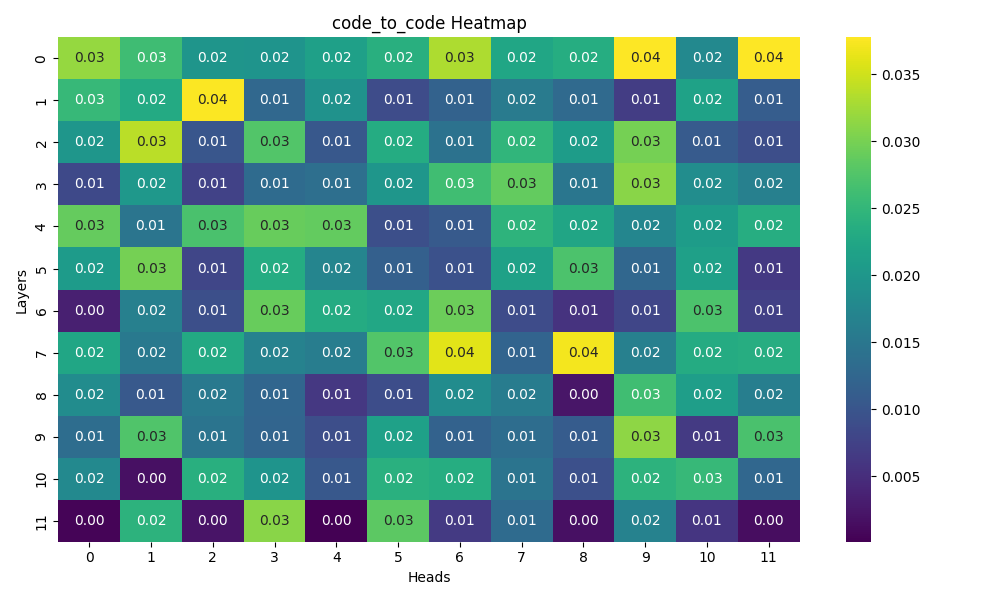 code_to_code Heatmap
0 0.03 0.03 0.02 0.02 0.02 0.02 0.03 0.02 0.02 0.04 0.02 0.04
1 0.03 0.02 0.04 0.01 0.02 0.01 0.01 0.02 0.01 0.01 0.02 0.01
2 0.02 0.03 0.01 0.03 0.01 0.02 0.01 0.02 0.02 0.03 0.01 0.01
3 0.01 0.02 0.01 0.01 0.01 0.02 0.03 0.03 0.01 0.03 0.02 0.02
4 0.03 0.01 0.03 0.03 0.03 0.01 0.01 0.02 0.02 0.02 0.02 0.02
5 0.02 0.03 0.01 0.02 0.02 0.01 0.01 0.02 0.03 0.01 0.02 0.01
6 0.00 0.02 0.01 0.03 0.02 0.02 0.03 0.01 0.01 0.01 0.03 0.01
7 0.02 0.02 0.02 0.02 0.02 0.03 0.04 0.01 0.04 0.02 0.02 0.02
8 0.02 0.01 0.02 0.01 0.01 0.01 0.02 0.02 0.00 0.03 0.02 0.02
9 0.01 0.03 0.01 0.01 0.01 0.02 0.01 0.01 0.01 0.03 0.01 0.03
10 0.02 0.00 0.02 0.02 0.01 0.02 0.02 0.01 0.01 0.02 0.03 0.01
11 0.00 0.02 0.00 0.03 0.00 0.03 0.01 0.01 0.00 0.02 0.01 0.00
0 1 2 3 4 5 6 7 8 9 10 11
Heads
Layers
0.035
0.030
0.025
0.020
0.015
0.010
0.005